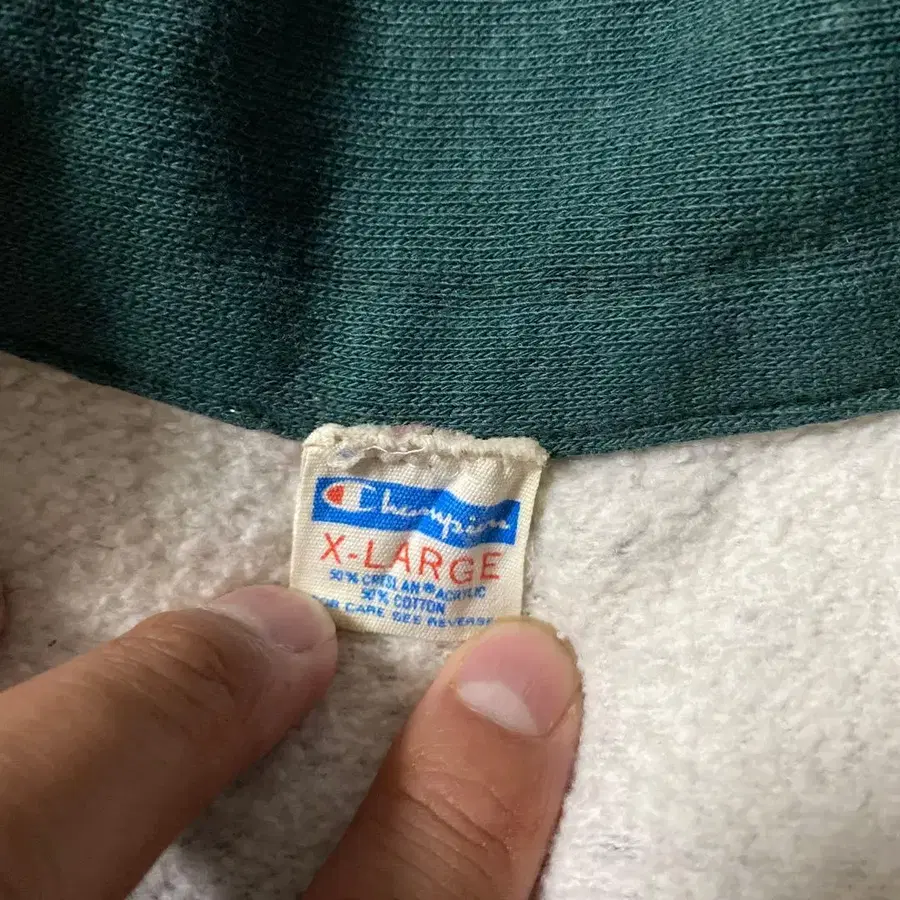 Champion
X-LARGE
50% CRESLAN® ACRYLIC
50% COTTON
FOR CARE SEE REVERSE